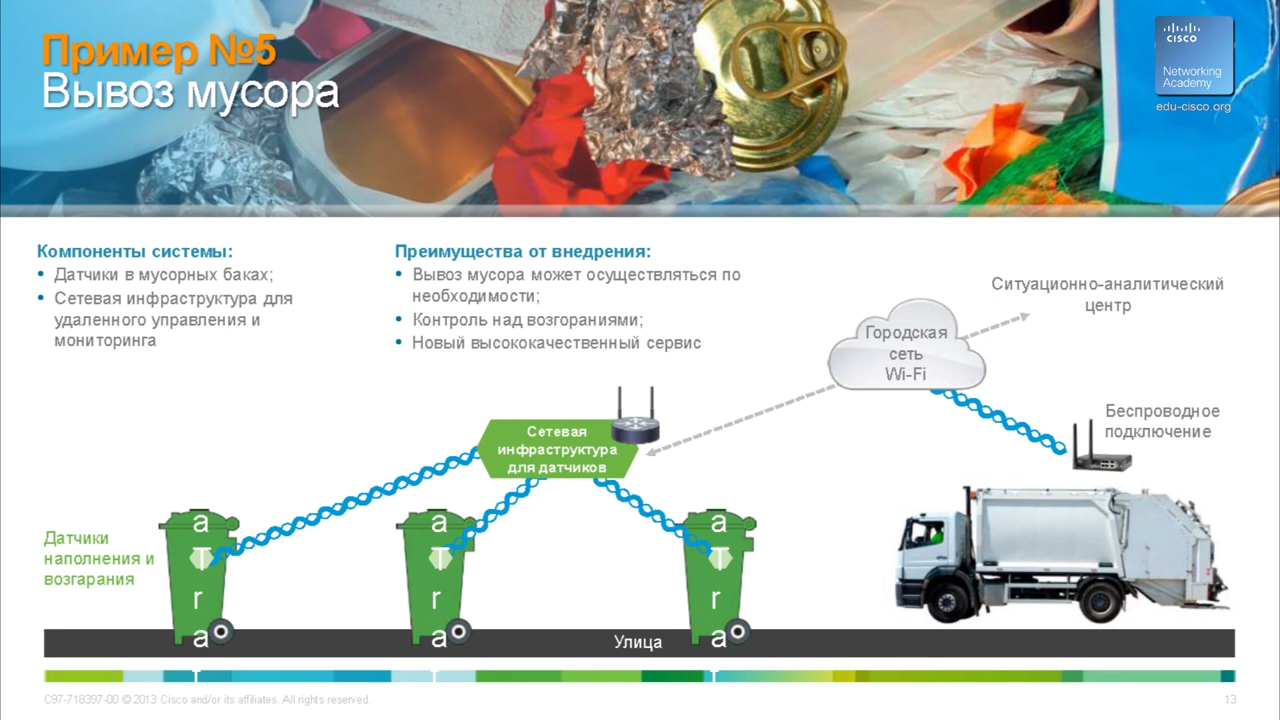 Пример №5
Вывоз мусора
cisco
Networking
Academy
edu-cisco.org
Компоненты системы:
• Датчики в мусорных баках;
• Сетевая инфраструктура для
удаленного управления и
мониторинга
Преимущества от внедрения:
• Вывоз мусора может осуществляться по
необходимости;
• Контроль над возгораниями;
• Новый высококачественный сервис
Ситуационно-аналитический
центр
Городская
сеть
Wi-Fi
Беспроводное
подключение
Сетевая
инфраструктура
для датчиков
Датчики
наполнения и
возгарания
a
T
r
a
a
T
r
a
a
T
r
a
Улица
C97-718397-00 © 2013 Cisco and/or its affiliates. All rights reserved.
13